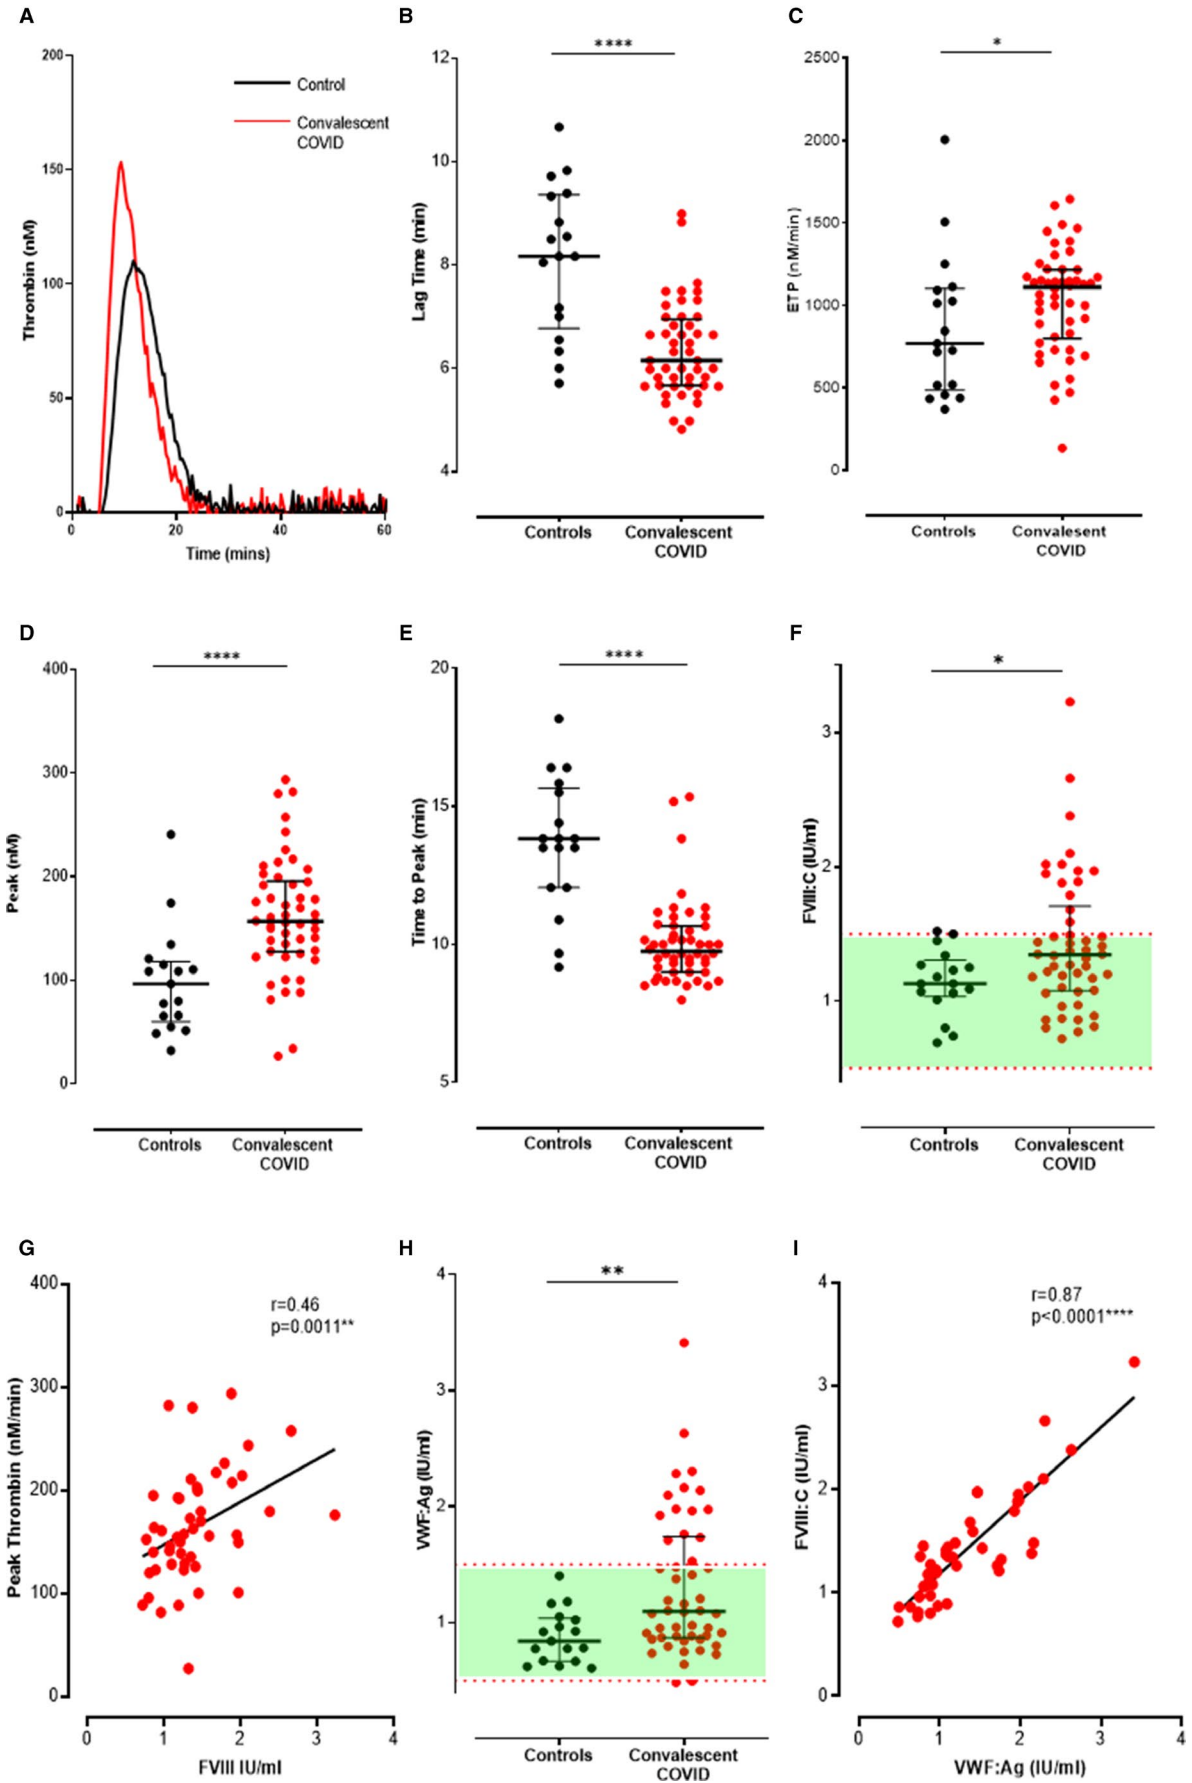 A
200
150
100
50
0
Thrombin (nM)
Control
Convalescent
COVID
0
20
40
60
Time (mins)
B
****
12
10
8
6
4
Lag Time (min)
Controls
Convalescent
COVID
C
*
2500
2000
1500
1000
500
0
ETP (nM/min)
Controls
Convalesent
COVID
D
****
400
300
200
100
0
Peak (nM)
Controls
Convalescent
COVID
E
****
20
15
10
5
Time to Peak (min)
Controls
Convalescent
COVID
F
*
3
2
1
FVIII:C (IU/ml)
Controls
Convalescent
COVID
G
400
300
200
100
0
Peak Thrombin (nM/min)
r=0.46
p=0.0011**
0
1
2
3
4
FVIII IU/ml
H
**
4
3
2
1
VWF:Ag (IU/ml)
Controls
Convalescent
COVID
I
4
3
2
1
0
FVIII:C (IU/ml)
r=0.87
p<0.0001****
0
1
2
3
4
VWF:Ag (IU/ml)